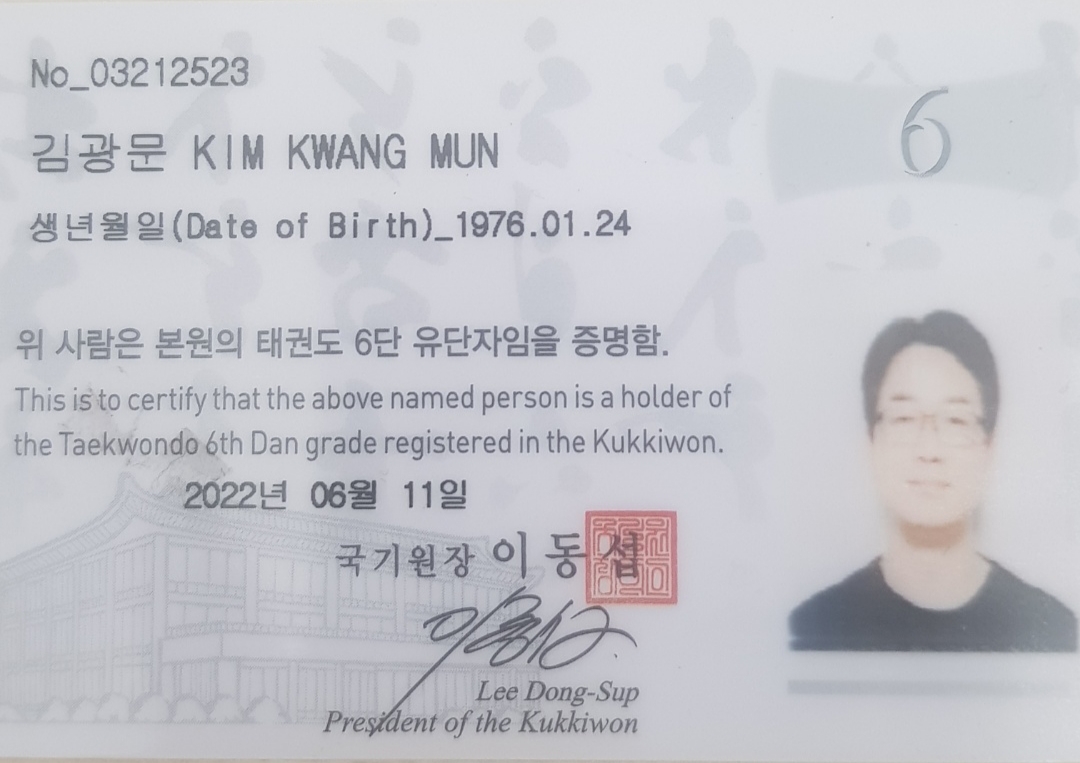 No_03212523
6
김광문 KIM KWANG MUN
생년월일(Date of Birth)_1976.01.24
위 사람은 본원의 태권도 6단 유단자임을 증명함.
This is to certify that the above named person is a holder of
the Taekwondo 6th Dan grade registered in the Kukkiwon.
2022년 06월 11일
국기원장 이동섭
Lee Dong-Sup
President of the Kukkiwon